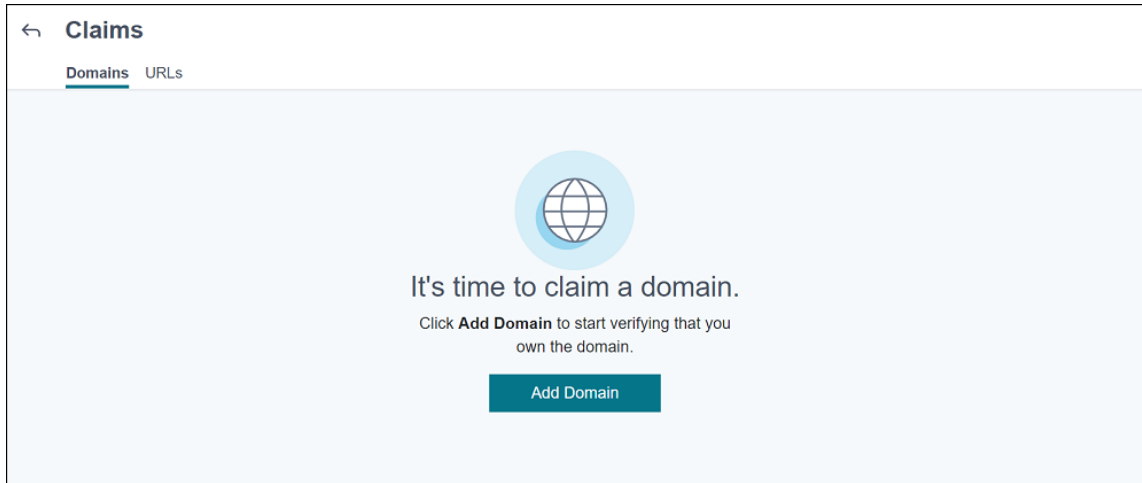 Claims
Domains URLs
It's time to claim a domain.
Click Add Domain to start verifying that you
own the domain.
Add Domain